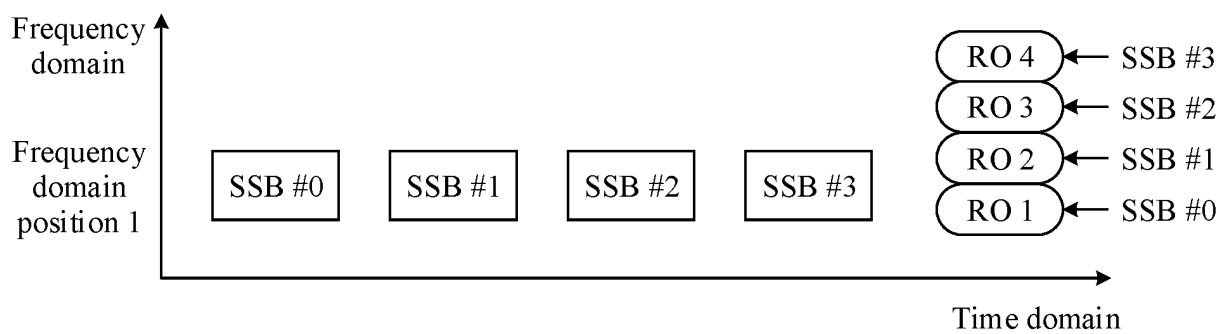 Frequency
domain
RO 4
SSB #3
RO 3
SSB #2
Frequency
domain
position 1
SSB #0
SSB #1
SSB #2
SSB #3
RO 2
SSB #1
RO 1
SSB #0
Time domain